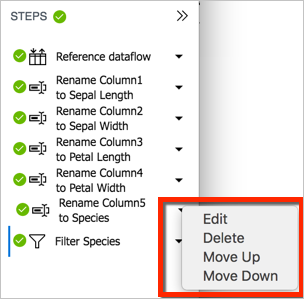 STEPS
Reference dataflow
Rename Column1
to Sepal Length
Rename Column2
to Sepal Width
Rename Column3
to Petal Length
Rename Column4
to Petal Width
Rename Column5
to Species
Filter Species
Edit
Delete
Move Up
Move Down